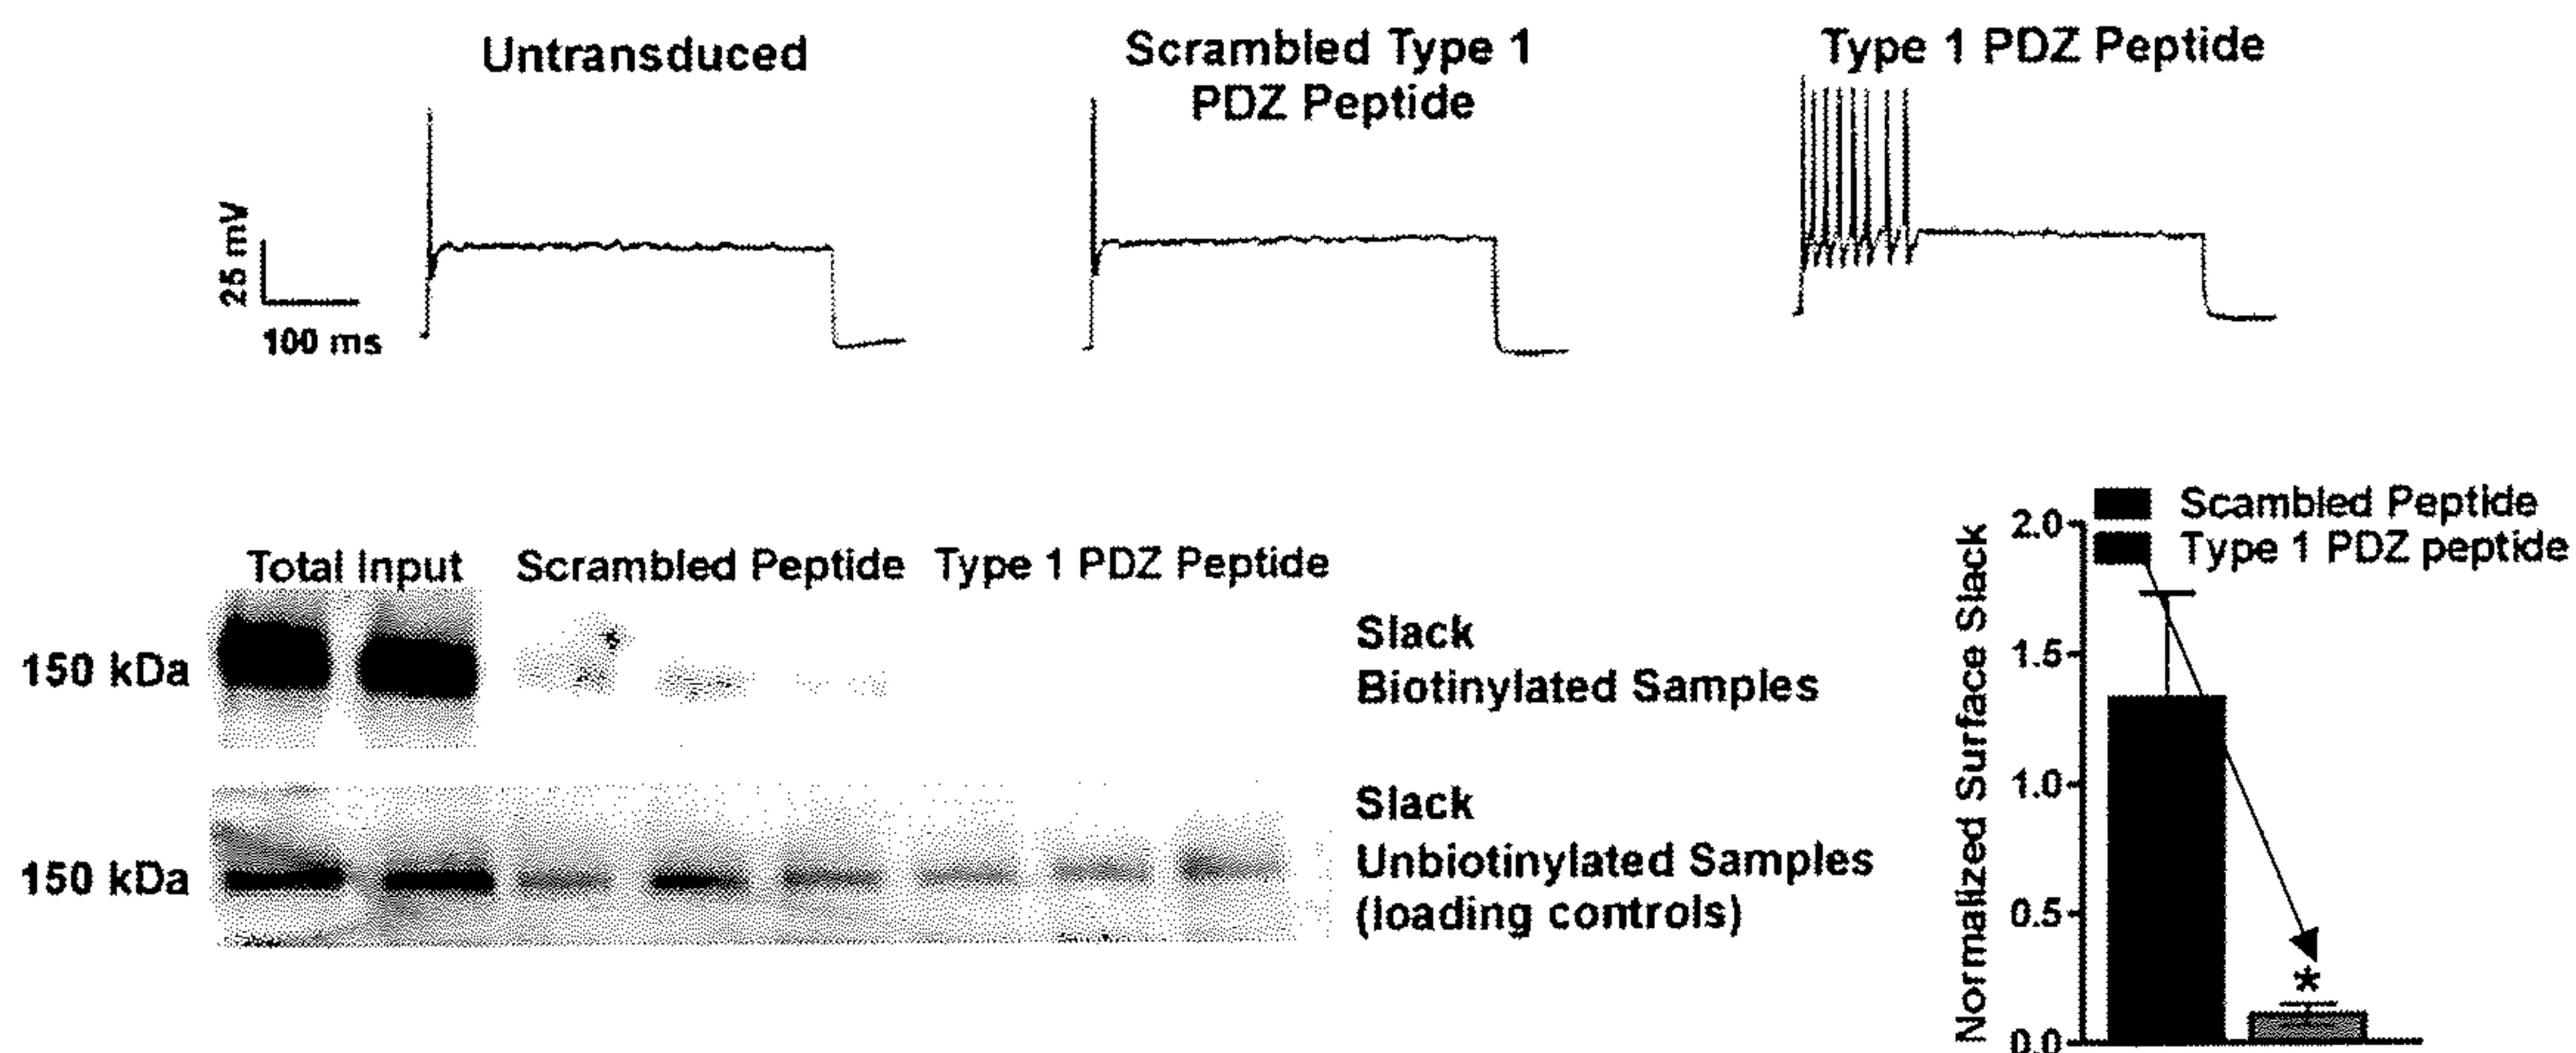 Untransduced
Scrambled Type 1
PDZ Peptide
Type 1 PDZ Peptide
25 mV
100 ms
Total Input
Scrambled Peptide
Type 1 PDZ Peptide
150 kDa
Slack
Biotinylated Samples
150 kDa
Slack
Unbiotinylated Samples
(loading controls)
Scambled Peptide
Type 1 PDZ peptide
Normalized Surface Slack
2.0
1.5
1.0
0.5
0.0
*